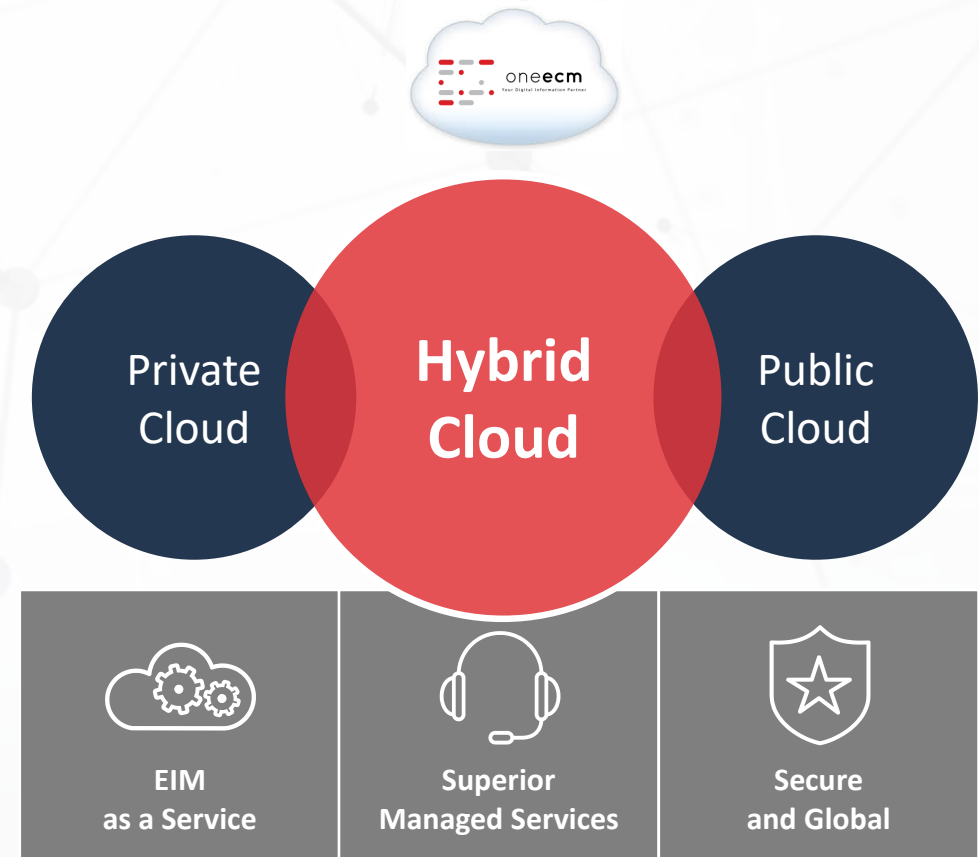 oneecm
Your Digital Information Partner
Private
Cloud
Hybrid
Cloud
Public
Cloud
EIM
as a Service
Superior
Managed Services
Secure
and Global